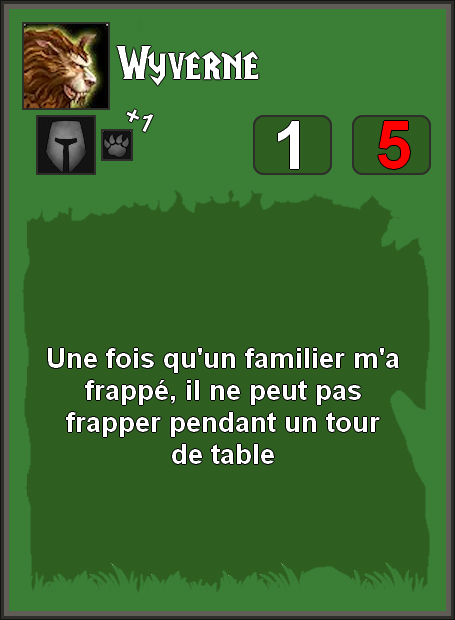 Wyverne
+1
1 5
Une fois qu'un familier m'a
frappé, il ne peut pas
frapper pendant un tour
de table